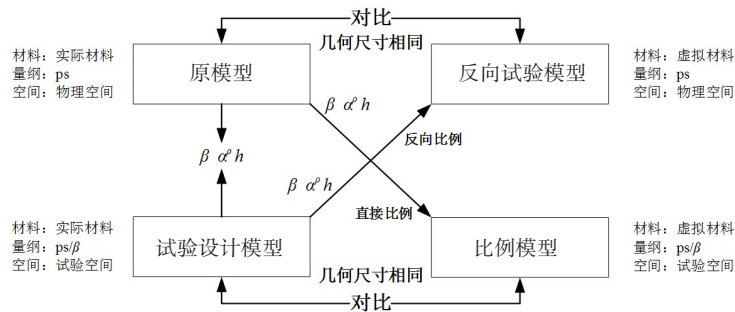 对比
几何尺寸相同
材料：实际材料
量纲：ps
空间：物理空间
原模型
反向试验模型
材料：虚拟材料
量纲：ps
空间：物理空间
β αᵠ h
反向比例
β αᵠ h
β αᵠ h
直接比例
材料：实际材料
量纲：ps/β
空间：试验空间
试验设计模型
比例模型
材料：虚拟材料
量纲：ps/β
空间：试验空间
几何尺寸相同
对比